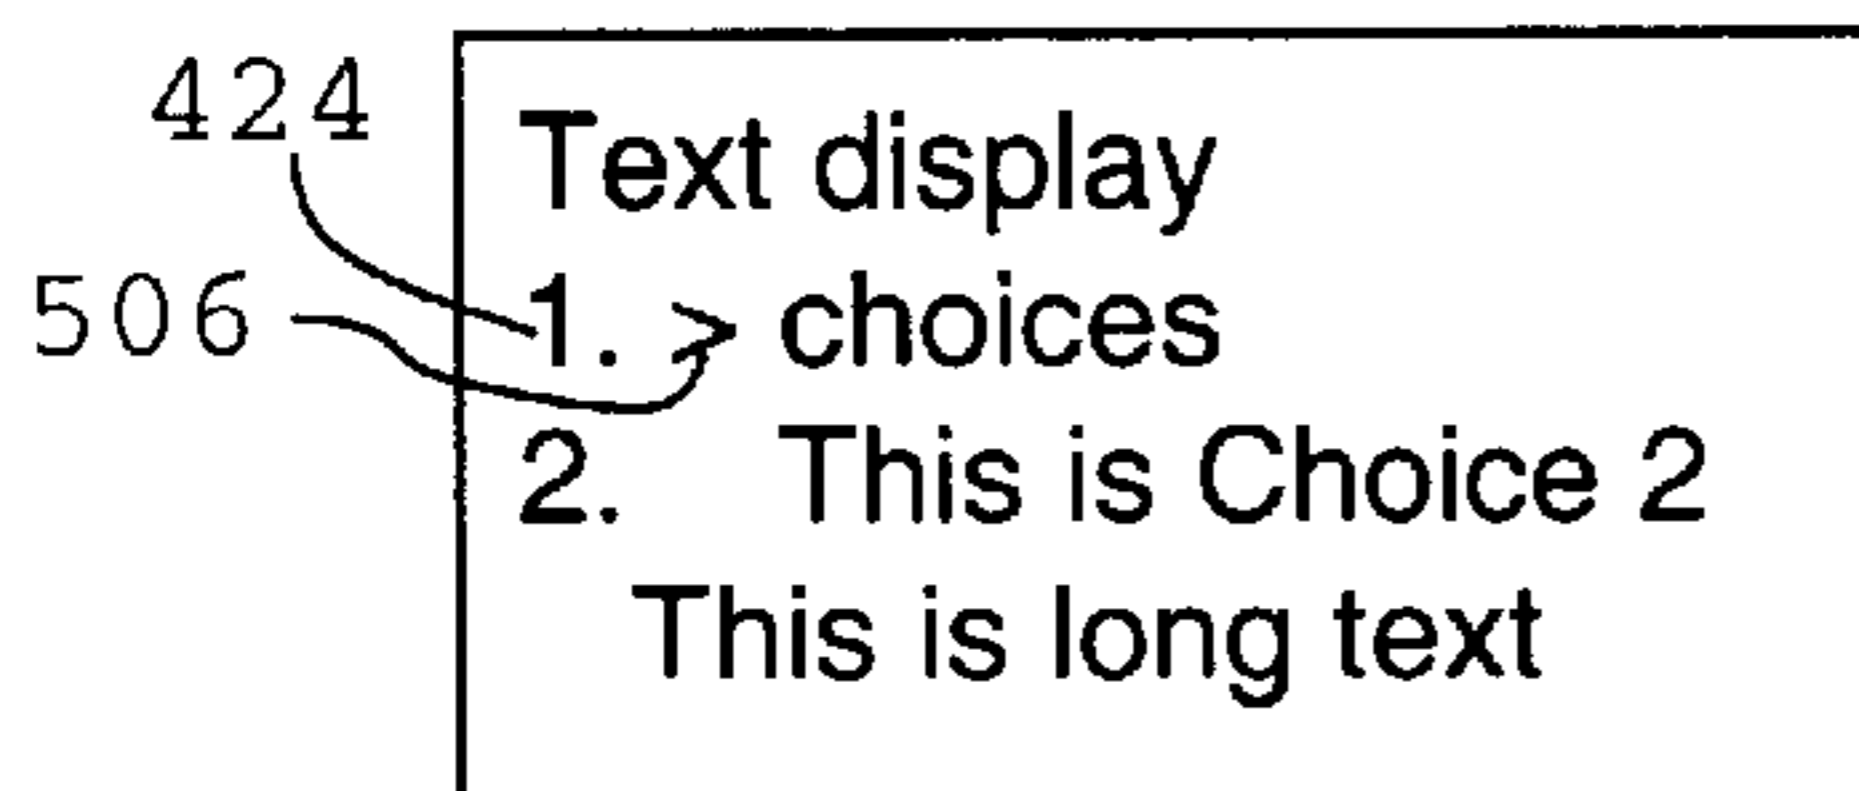 424
Text display
506
1. > choices
2. This is Choice 2
This is long text